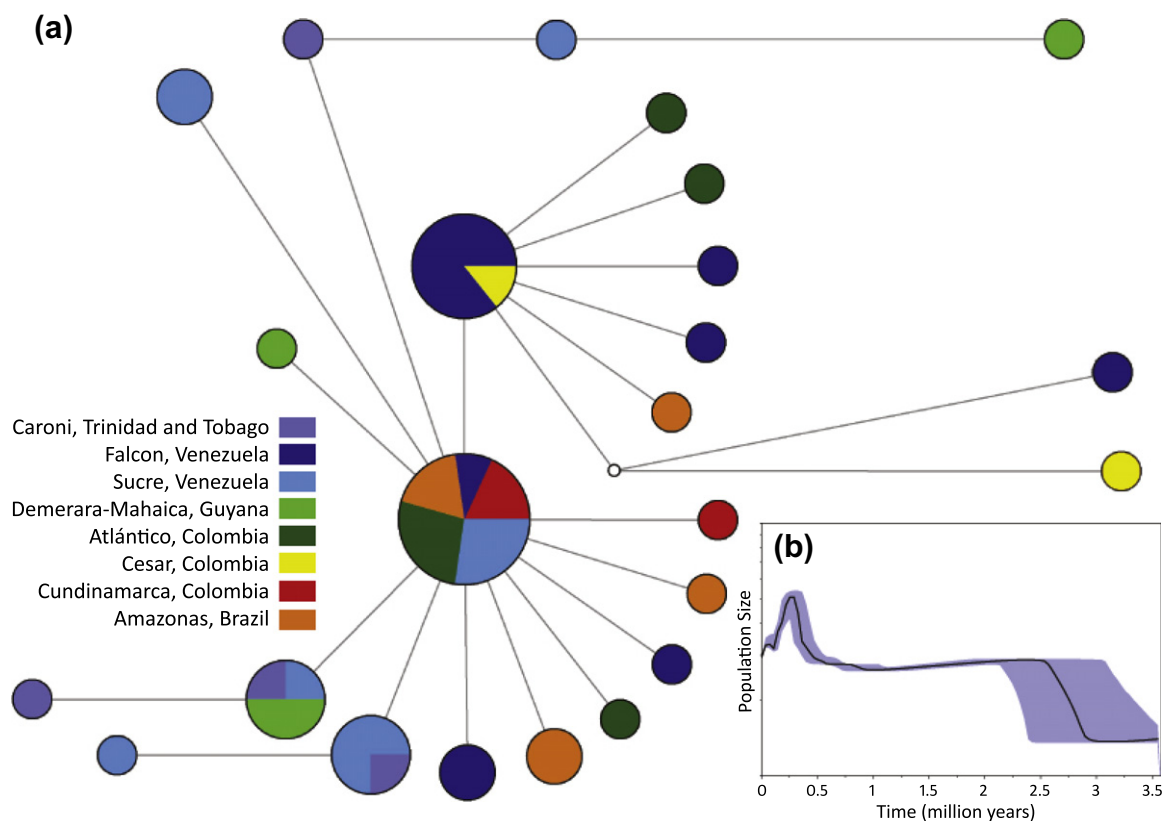 (a)
Caroni, Trinidad and Tobago
Falcon, Venezuela
Sucre, Venezuela
Demerara-Mahaica, Guyana
Atlántico, Colombia
Cesar, Colombia
Cundinamarca, Colombia
Amazonas, Brazil
(b)
Population Size
0 0.5 1 1.5 2 2.5 3 3.5
Time (million years)